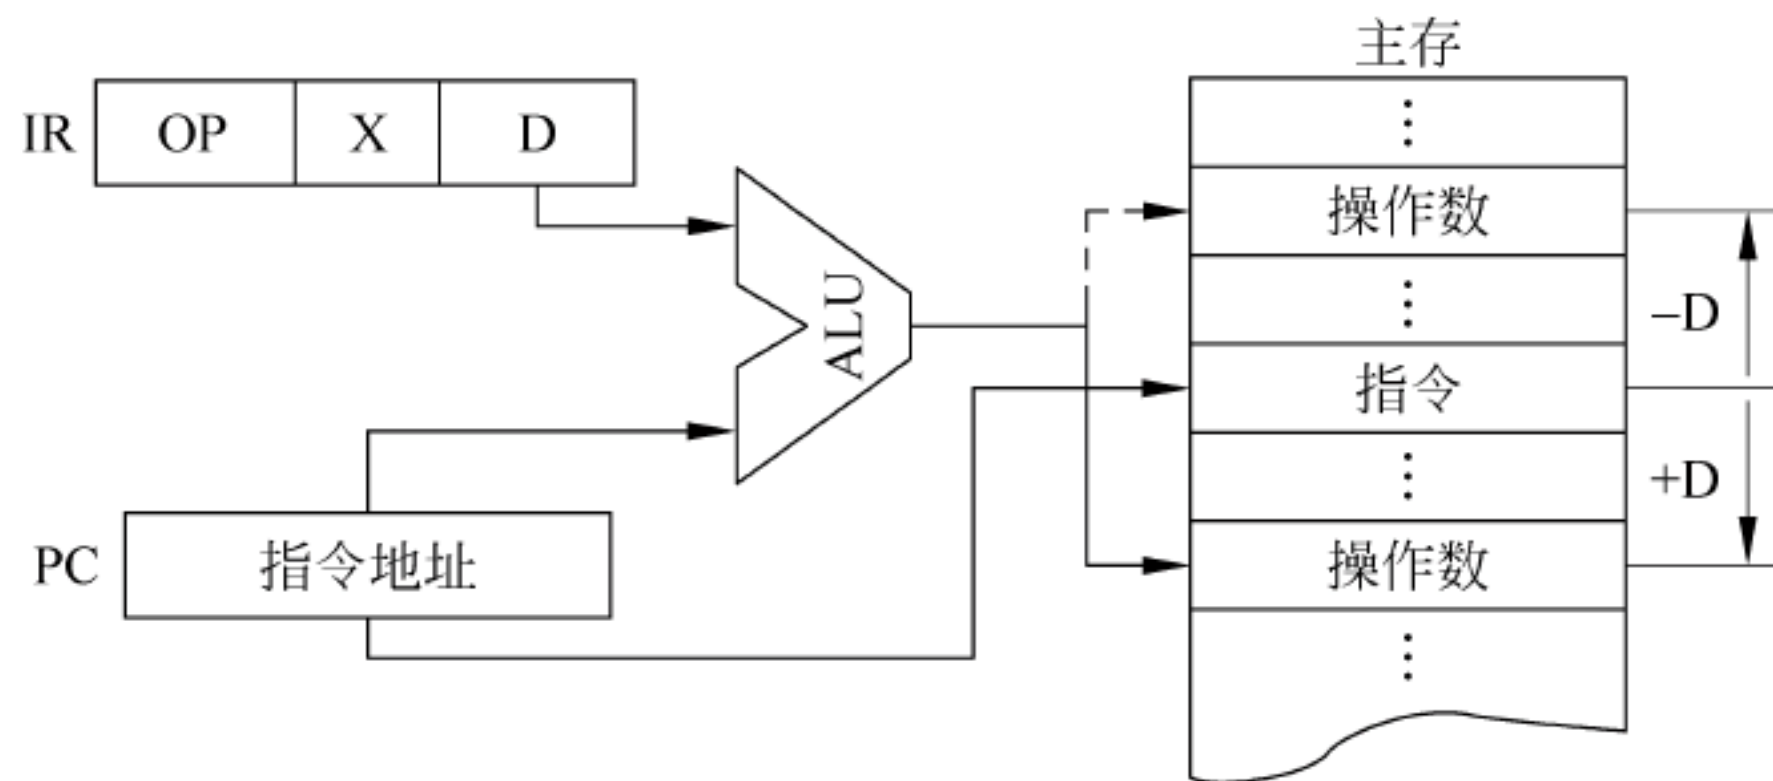 主存
IR OP X D
操作数
ALU
−D
指令
+D
PC 指令地址
操作数